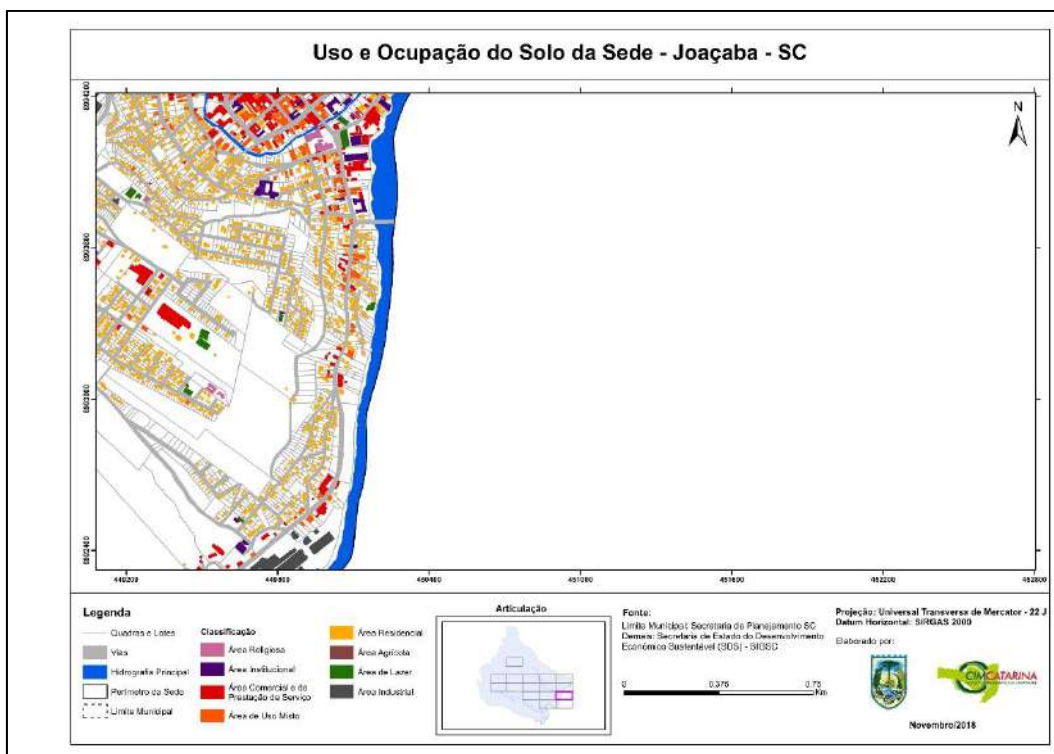 Uso e Ocupação do Solo da Sede - Joaçaba - SC
N
449200
450400
451000
451600
452200
452800
Legenda
Quadras e Lotes
Vias
Hidrografia Principal
Perímetro da Sede
Limite Municipal
Classificação
Área Religiosa
Área Institucional
Área Comercial e de
Prestação de Serviço
Área de Uso Misto
Área Residencial
Área Agrícola
Área de Lazer
Área Industrial
Articulação
Fonte:
Limite Municipal: Secretaria de Planejamento SC
Demais: Secretaria de Estado do Desenvolvimento
Econômico Sustentável (SDS) - SIGSC
0 0,375 0,75
Km
Projeção: Universal Transversa de Mercator - 22 J
Datum Horizontal: SIRGAS 2000
Elaborado por:
CIMCATARINA
Novembro/2018